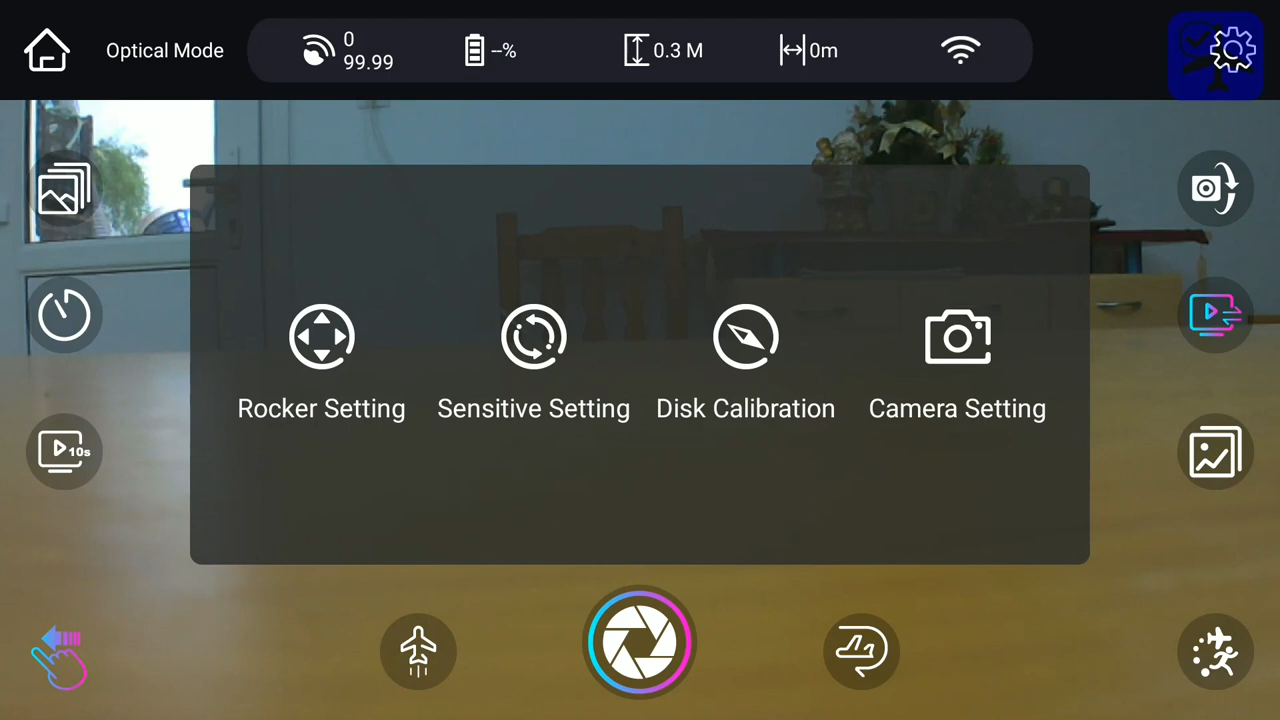 Optical Mode
0
99.99
--%
0.3 M
0m
10s
Rocker Setting
Sensitive Setting
Disk Calibration
Camera Setting